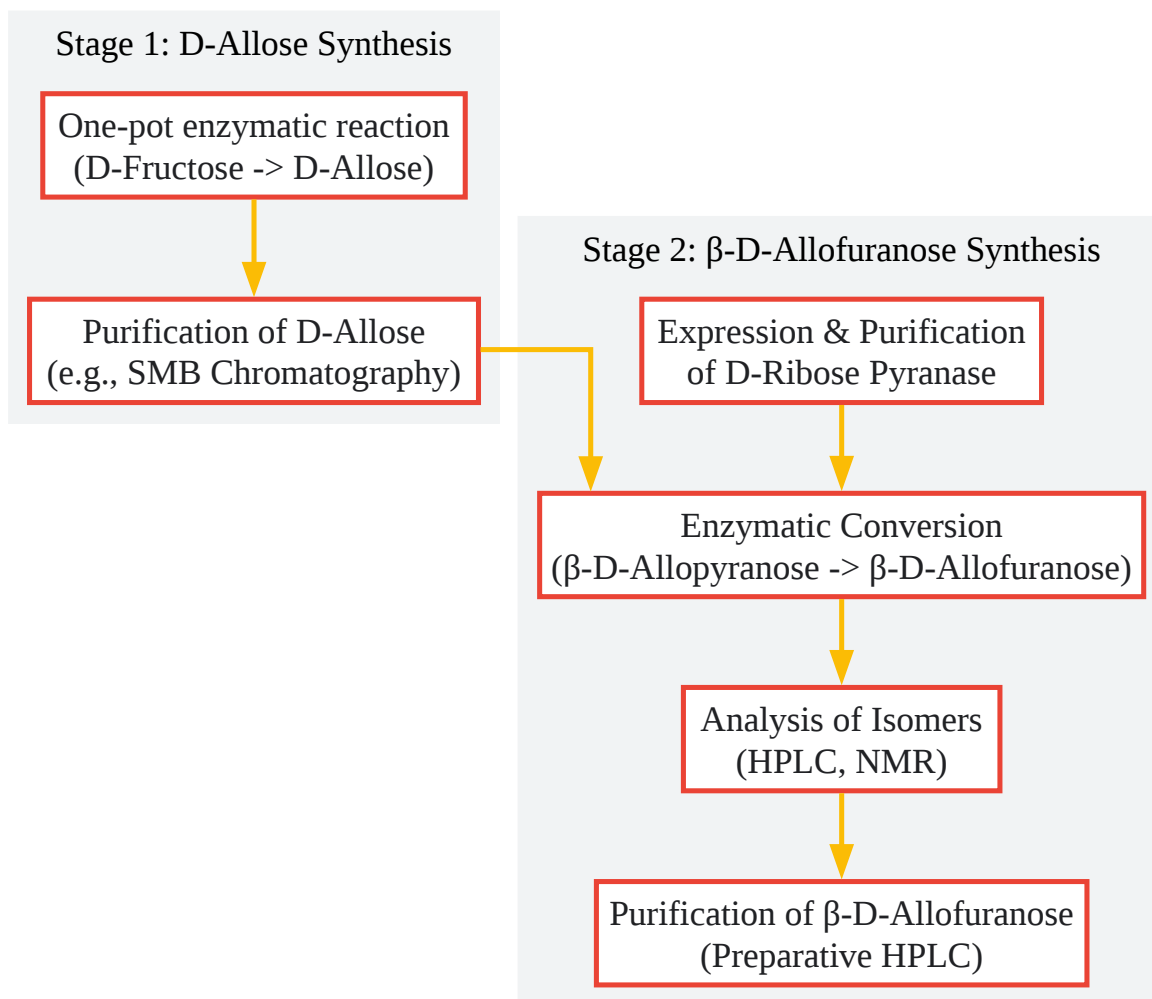 Stage 1: D-Allose Synthesis
One-pot enzymatic reaction
(D-Fructose -> D-Allose)
Purification of D-Allose
(e.g., SMB Chromatography)
Stage 2: β-D-Allofuranose Synthesis
Expression & Purification
of D-Ribose Pyranase
Enzymatic Conversion
(β-D-Allopyranose -> β-D-Allofuranose)
Analysis of Isomers
(HPLC, NMR)
Purification of β-D-Allofuranose
(Preparative HPLC)